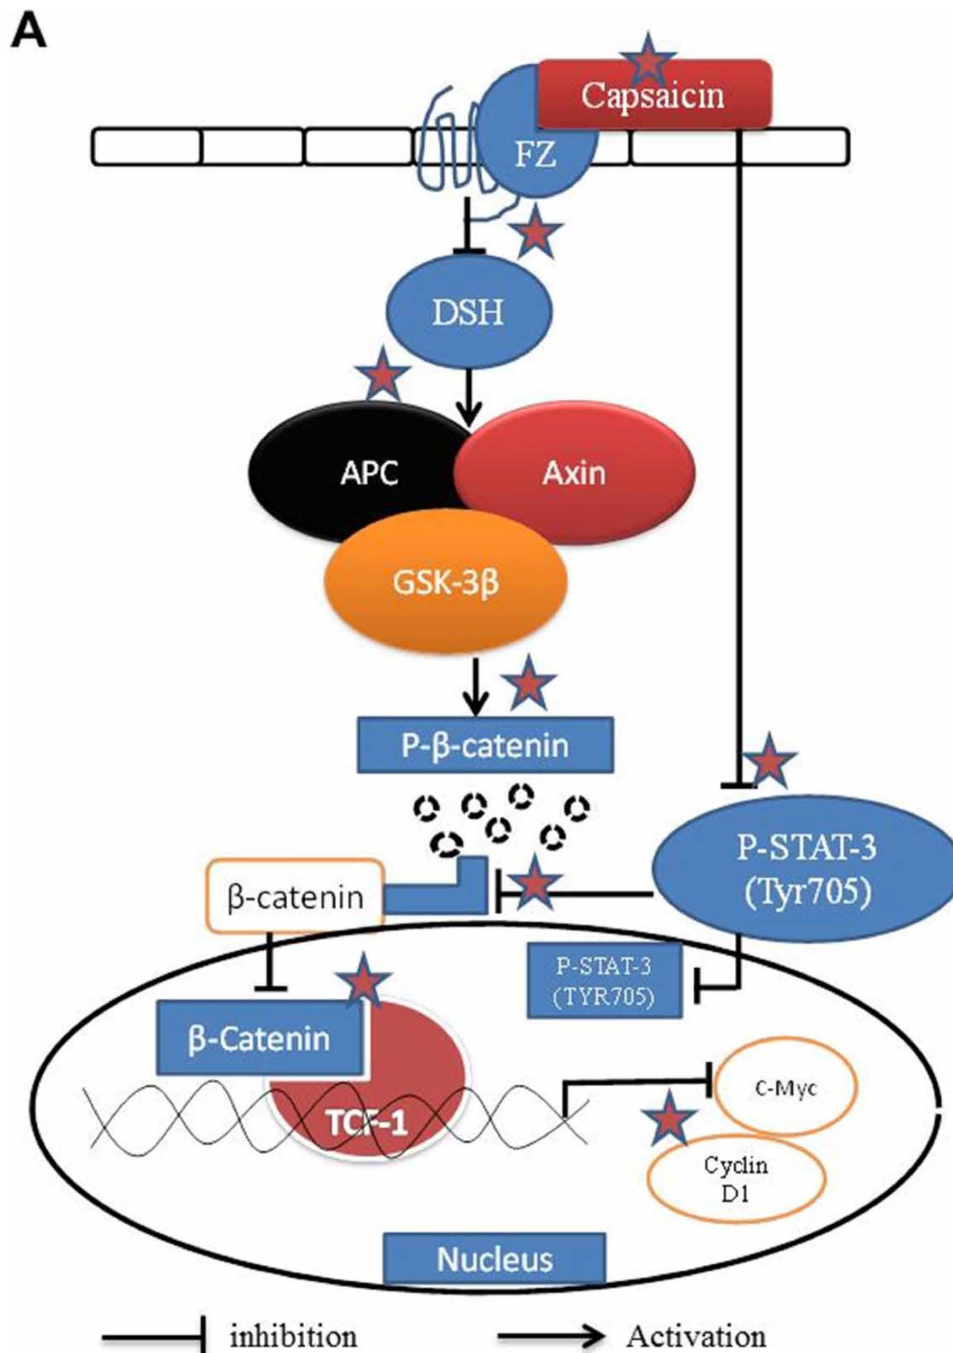 A
Capsaicin
FZ
DSH
APC
Axin
GSK-3β
P-β-catenin
P-STAT-3
(Tyr705)
β-catenin
P-STAT-3
(TYR705)
β-Catenin
TCF-1
C-Myc
Cyclin
D1
Nucleus
inhibition
Activation